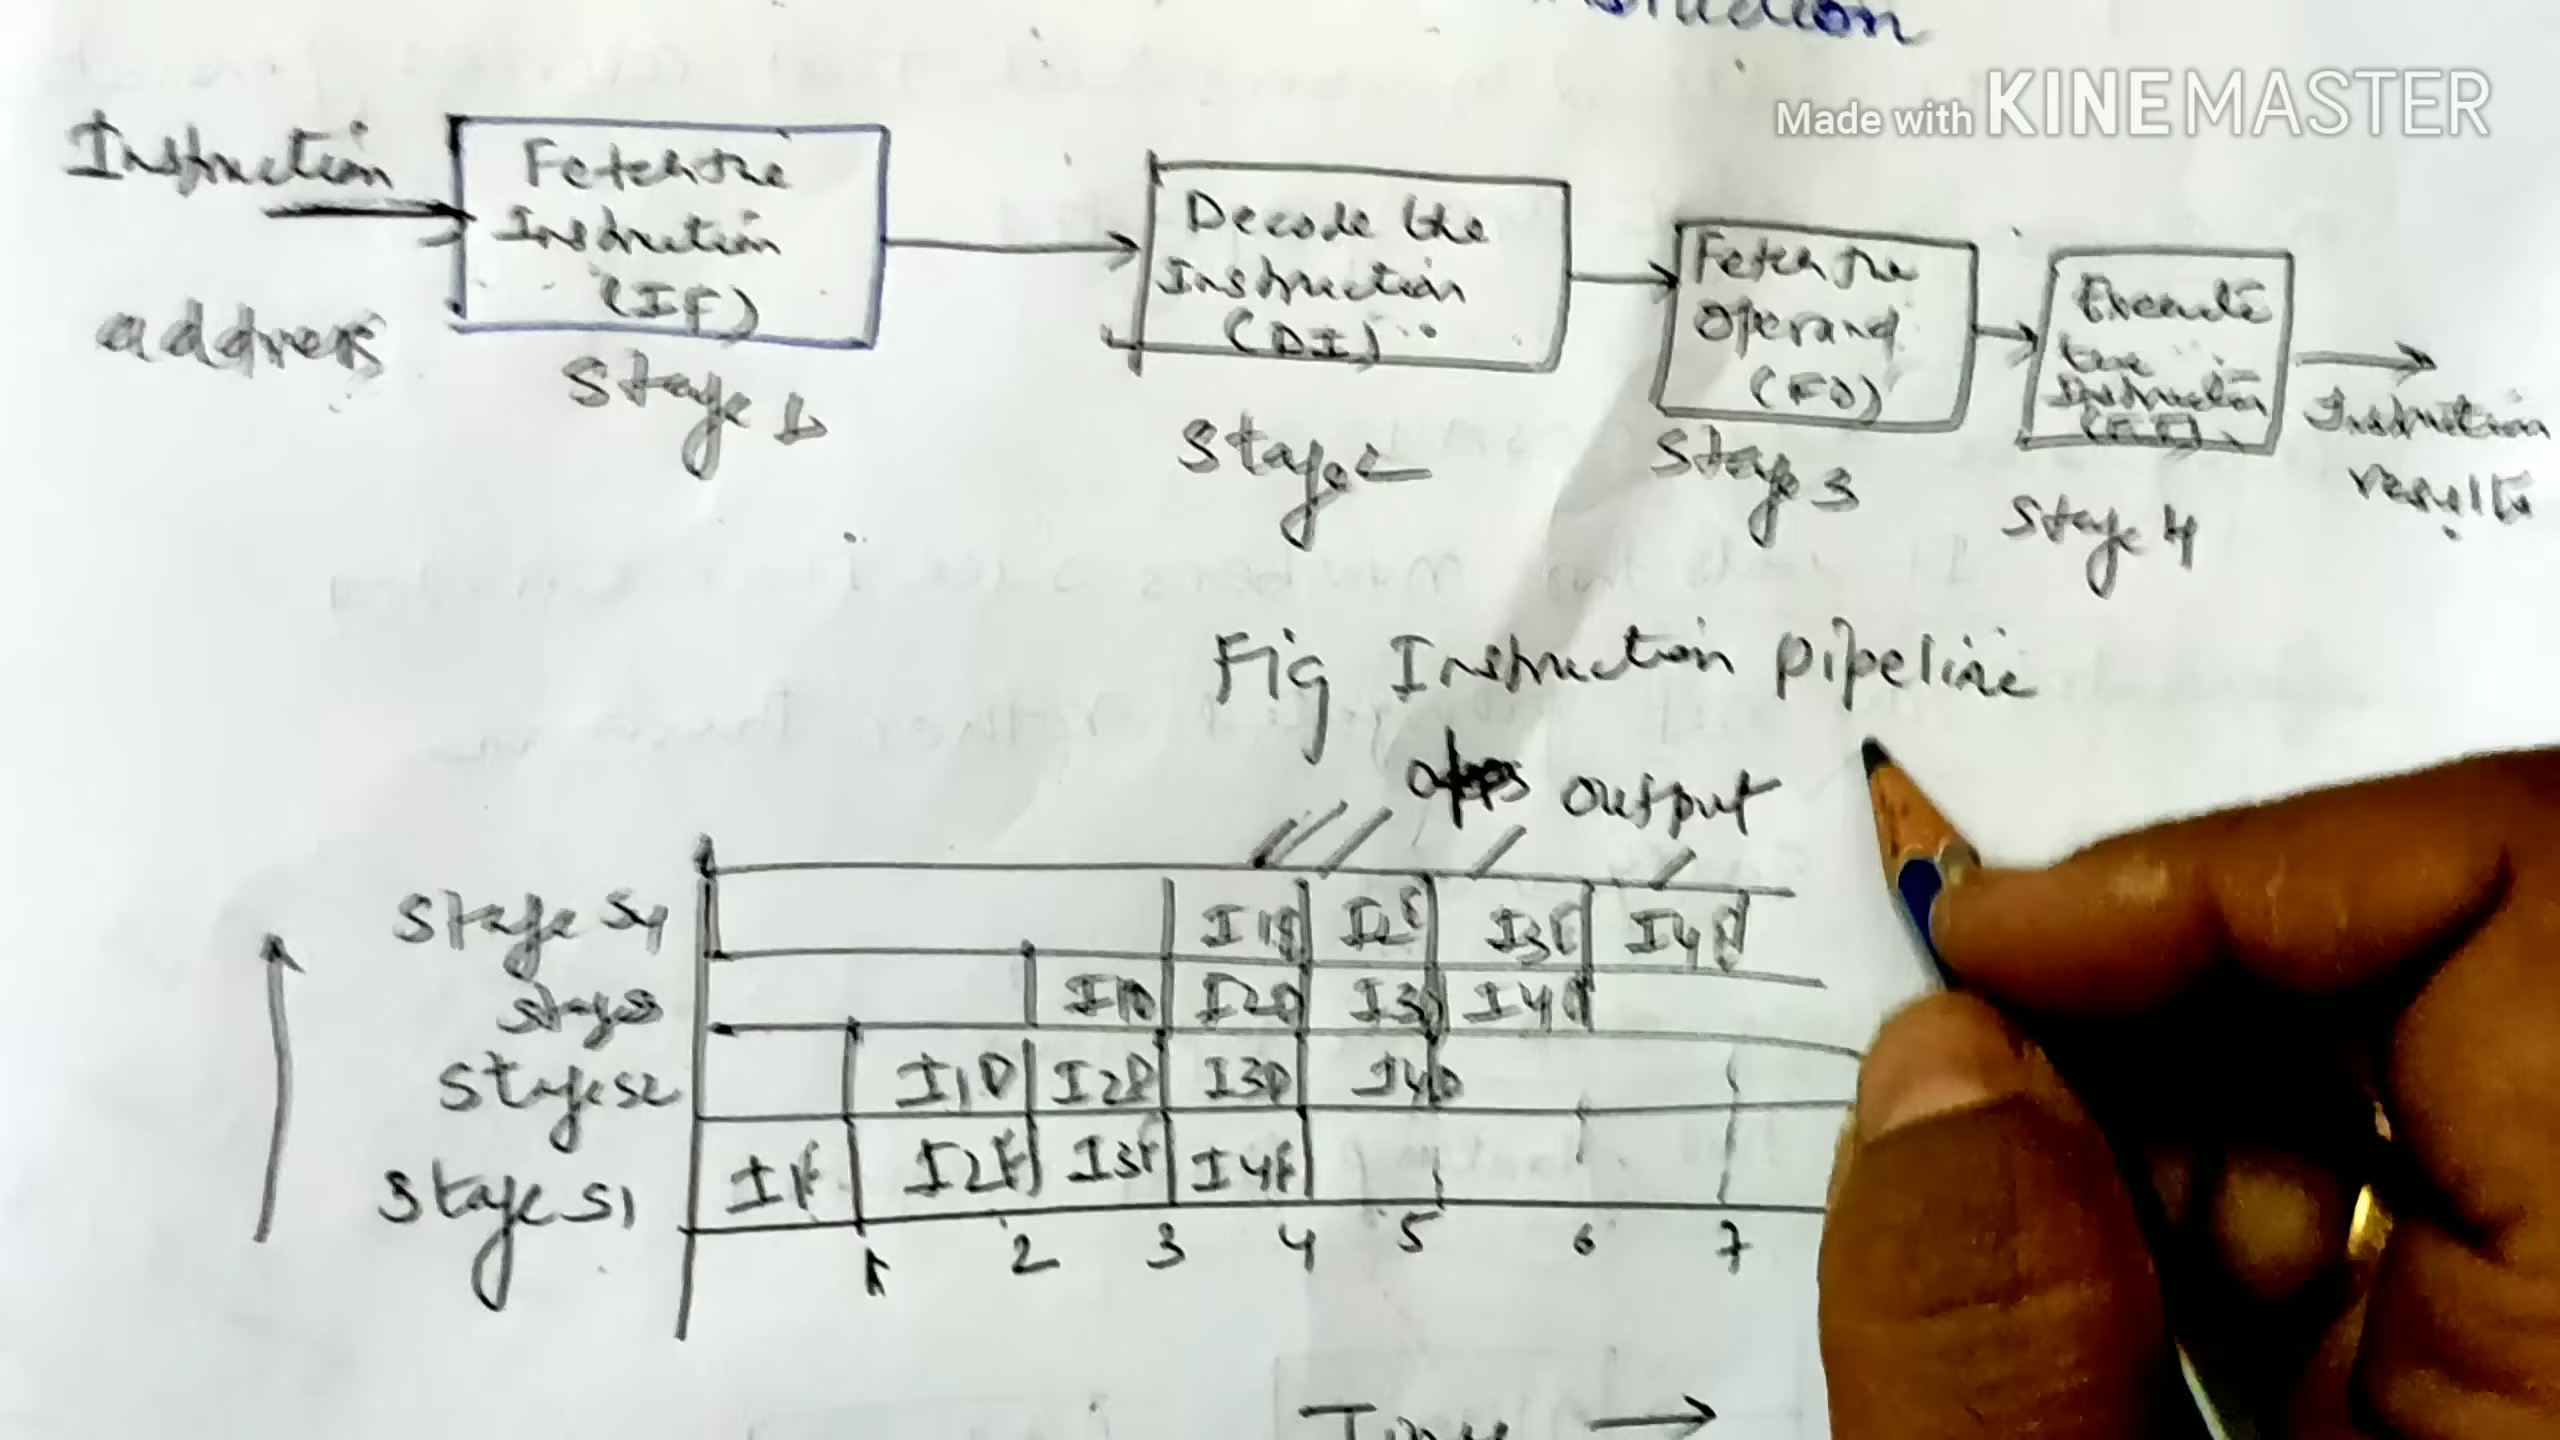 Made with KINEMASTER
Instruction
address
Fetch the
Instruction
(IF)
Stage 1
Decode the
Instruction
(DI)
Stage 2
Fetch the
Operand
(FO)
Stage 3
Execute
the
Instruction
(EI)
Stage 4
Instruction
results
Fig Instruction pipeline
output
Stage S4 I1E I2E I3E I4E
I1O I2O I3O I4O
Stage S2 I1D I2D I3D I4D
Stage S1 I1F I2F I3F I4F
1 2 3 4 5 6 7
Time